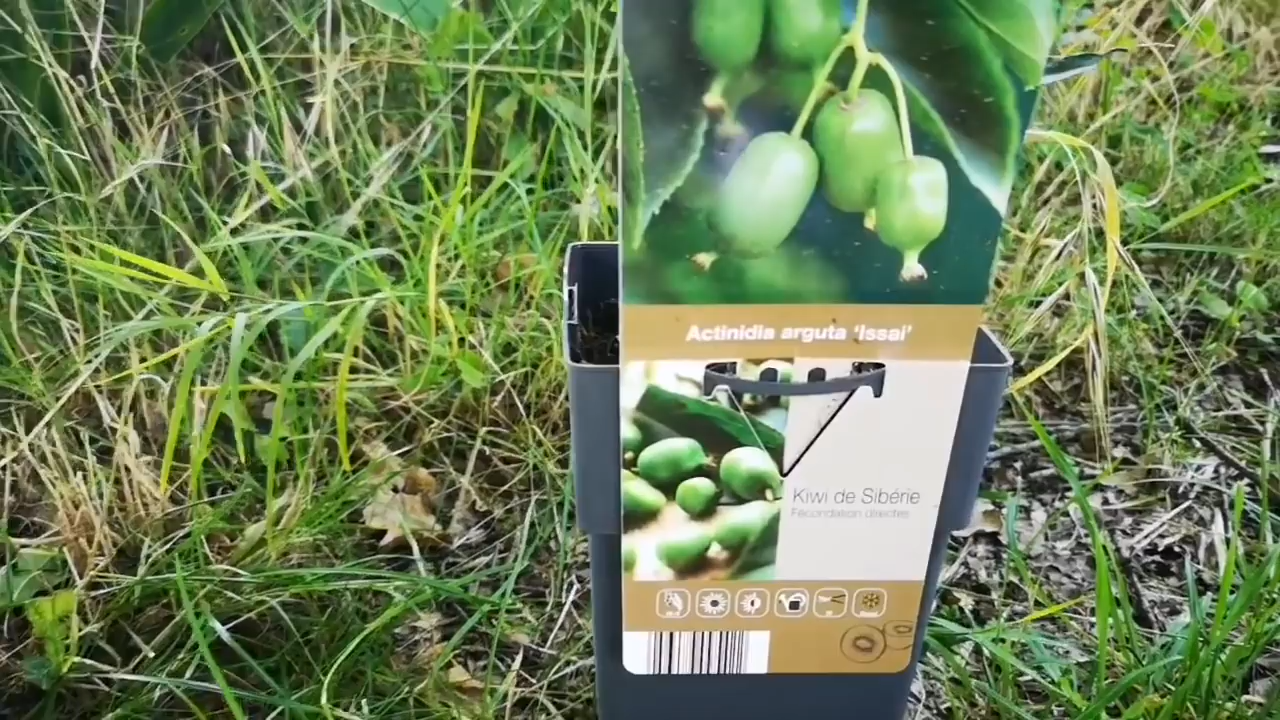 Actinidia arguta ‘Issai’
Kiwi de Sibérie
Fécondation directe